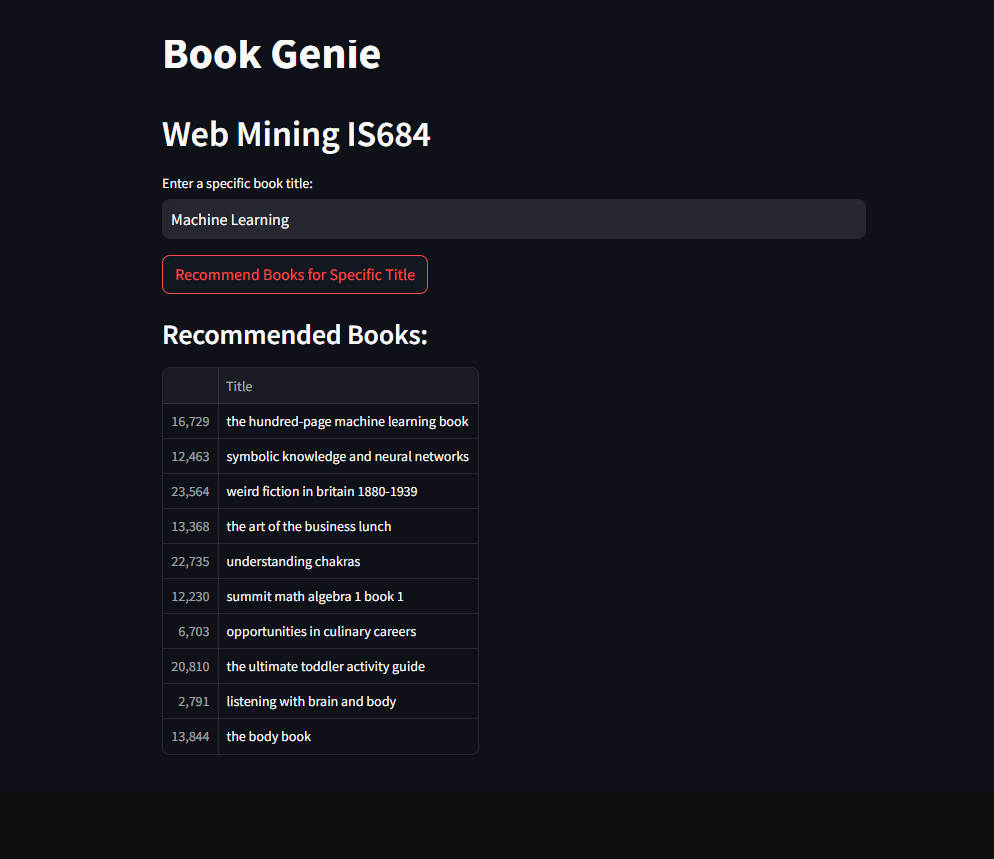 Book Genie
Web Mining IS684
Enter a specific book title:
Machine Learning
Recommend Books for Specific Title
Recommended Books:
Title
16,729 the hundred-page machine learning book
12,463 symbolic knowledge and neural networks
23,564 weird fiction in britain 1880-1939
13,368 the art of the business lunch
22,735 understanding chakras
12,230 summit math algebra 1 book 1
6,703 opportunities in culinary careers
20,810 the ultimate toddler activity guide
2,791 listening with brain and body
13,844 the body book